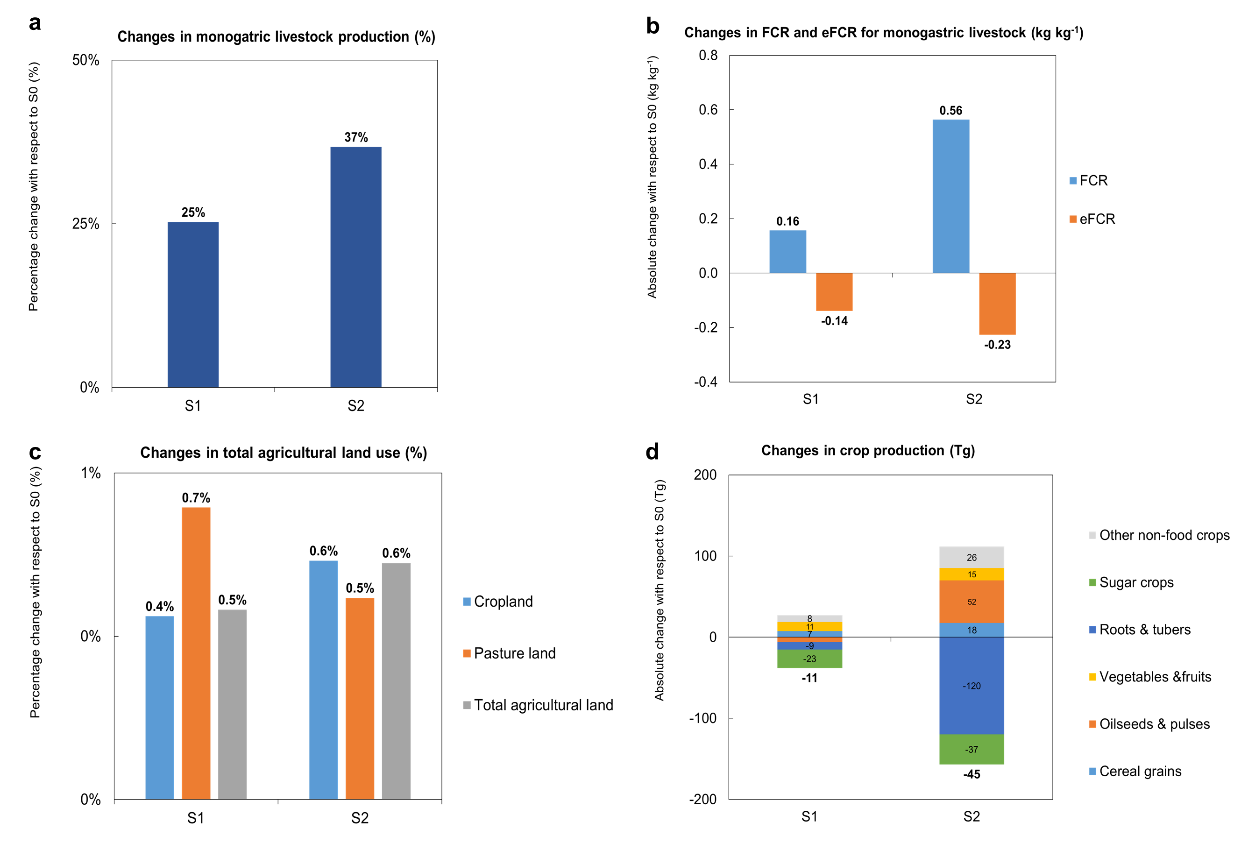 a
Changes in monogatric livestock production (%)
Percentage change with respect to S0 (%)
50%
25%
0%
25%
37%
S1
S2
b
Changes in FCR and eFCR for monogastric livestock (kg kg⁻¹)
Absolute change with respect to S0 (kg kg⁻¹)
0.8
0.6
0.4
0.2
0.0
-0.2
-0.4
0.16
-0.14
0.56
-0.23
S1
S2
FCR
eFCR
c
Changes in total agricultural land use (%)
Percentage change with respect to S0 (%)
1%
0%
0%
0.4%
0.7%
0.5%
0.6%
0.5%
0.6%
S1
S2
Cropland
Pasture land
Total agricultural land
d
Changes in crop production (Tg)
Absolute change with respect to S0 (Tg)
200
100
0
-100
-200
8
11
7
-9
-23
-11
26
15
52
18
-120
-37
-45
S1
S2
Other non-food crops
Sugar crops
Roots & tubers
Vegetables &fruits
Oilseeds & pulses
Cereal grains